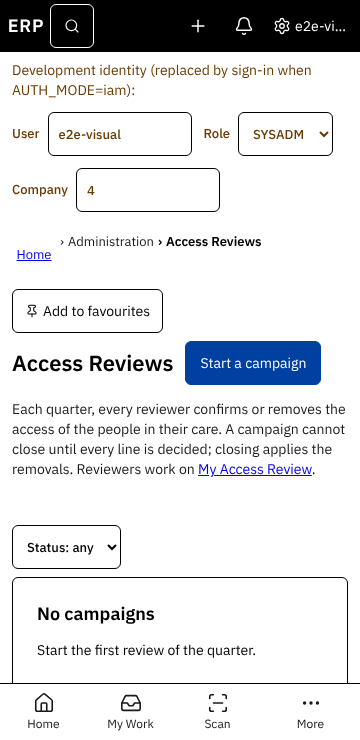 ERP
e2e-vi...
Development identity (replaced by sign-in when
AUTH_MODE=iam):
User e2e-visual Role SYSADM
Company 4
Home › Administration › Access Reviews
Add to favourites
Access Reviews Start a campaign
Each quarter, every reviewer confirms or removes the
access of the people in their care. A campaign cannot
close until every line is decided; closing applies the
removals. Reviewers work on My Access Review.
Status: any
No campaigns
Start the first review of the quarter.
Home My Work Scan More